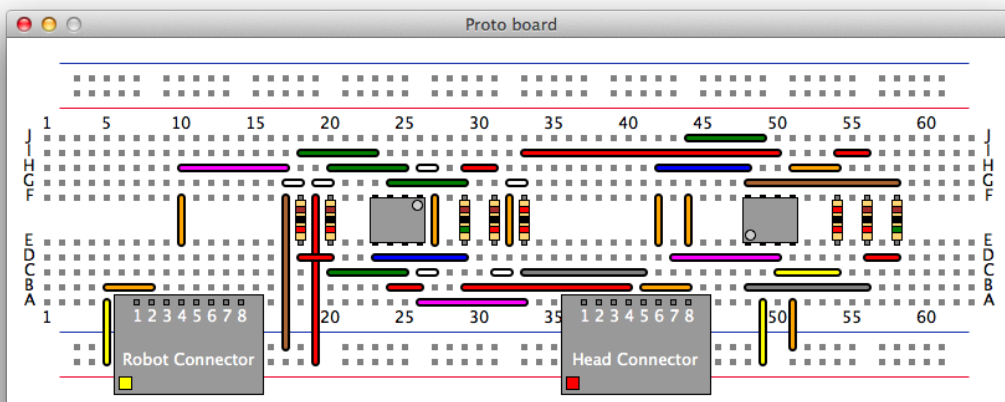 Proto board
1 5 10 15 20 25 30 35 40 45 50 55 60
J J
I I
H H
G G
F F
E E
D D
C C
B B
A A
1 2 3 4 5 6 7 8 1 2 3 4 5 6 7 8
1 20 25 30 35 50 55 60
Robot Connector Head Connector